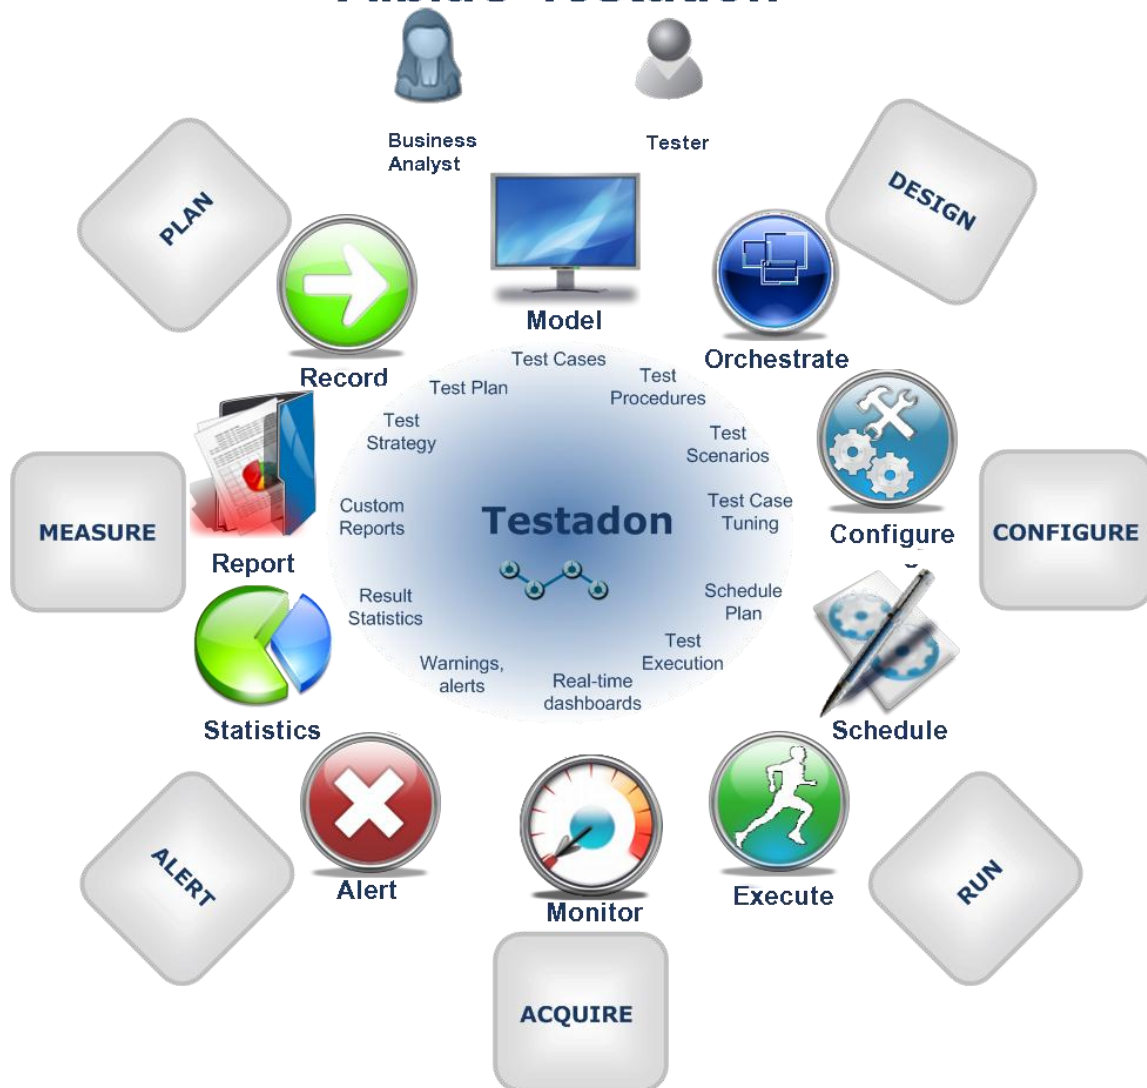 Testadon
Business
Analyst
Tester
PLAN
DESIGN
Model
Orchestrate
Record
Test Cases
Test Plan
Test
Procedures
Test
Strategy
Test
Scenarios
Custom
Reports
Testadon
Test Case
Tuning
Configure
MEASURE
CONFIGURE
Report
Result
Statistics
Schedule
Plan
Test
Execution
Warnings,
alerts
Real-time
dashboards
Statistics
Schedule
Alert
Monitor
Execute
ALERT
RUN
ACQUIRE